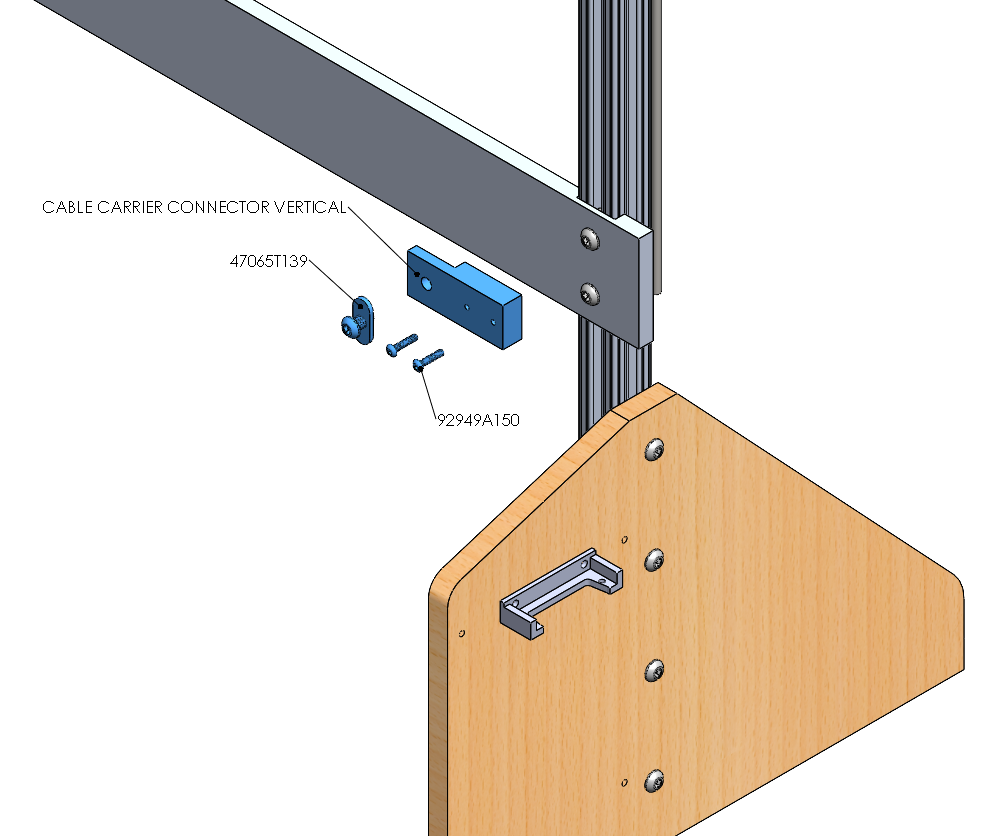 CABLE CARRIER CONNECTOR VERTICAL
47065T139
92949A150